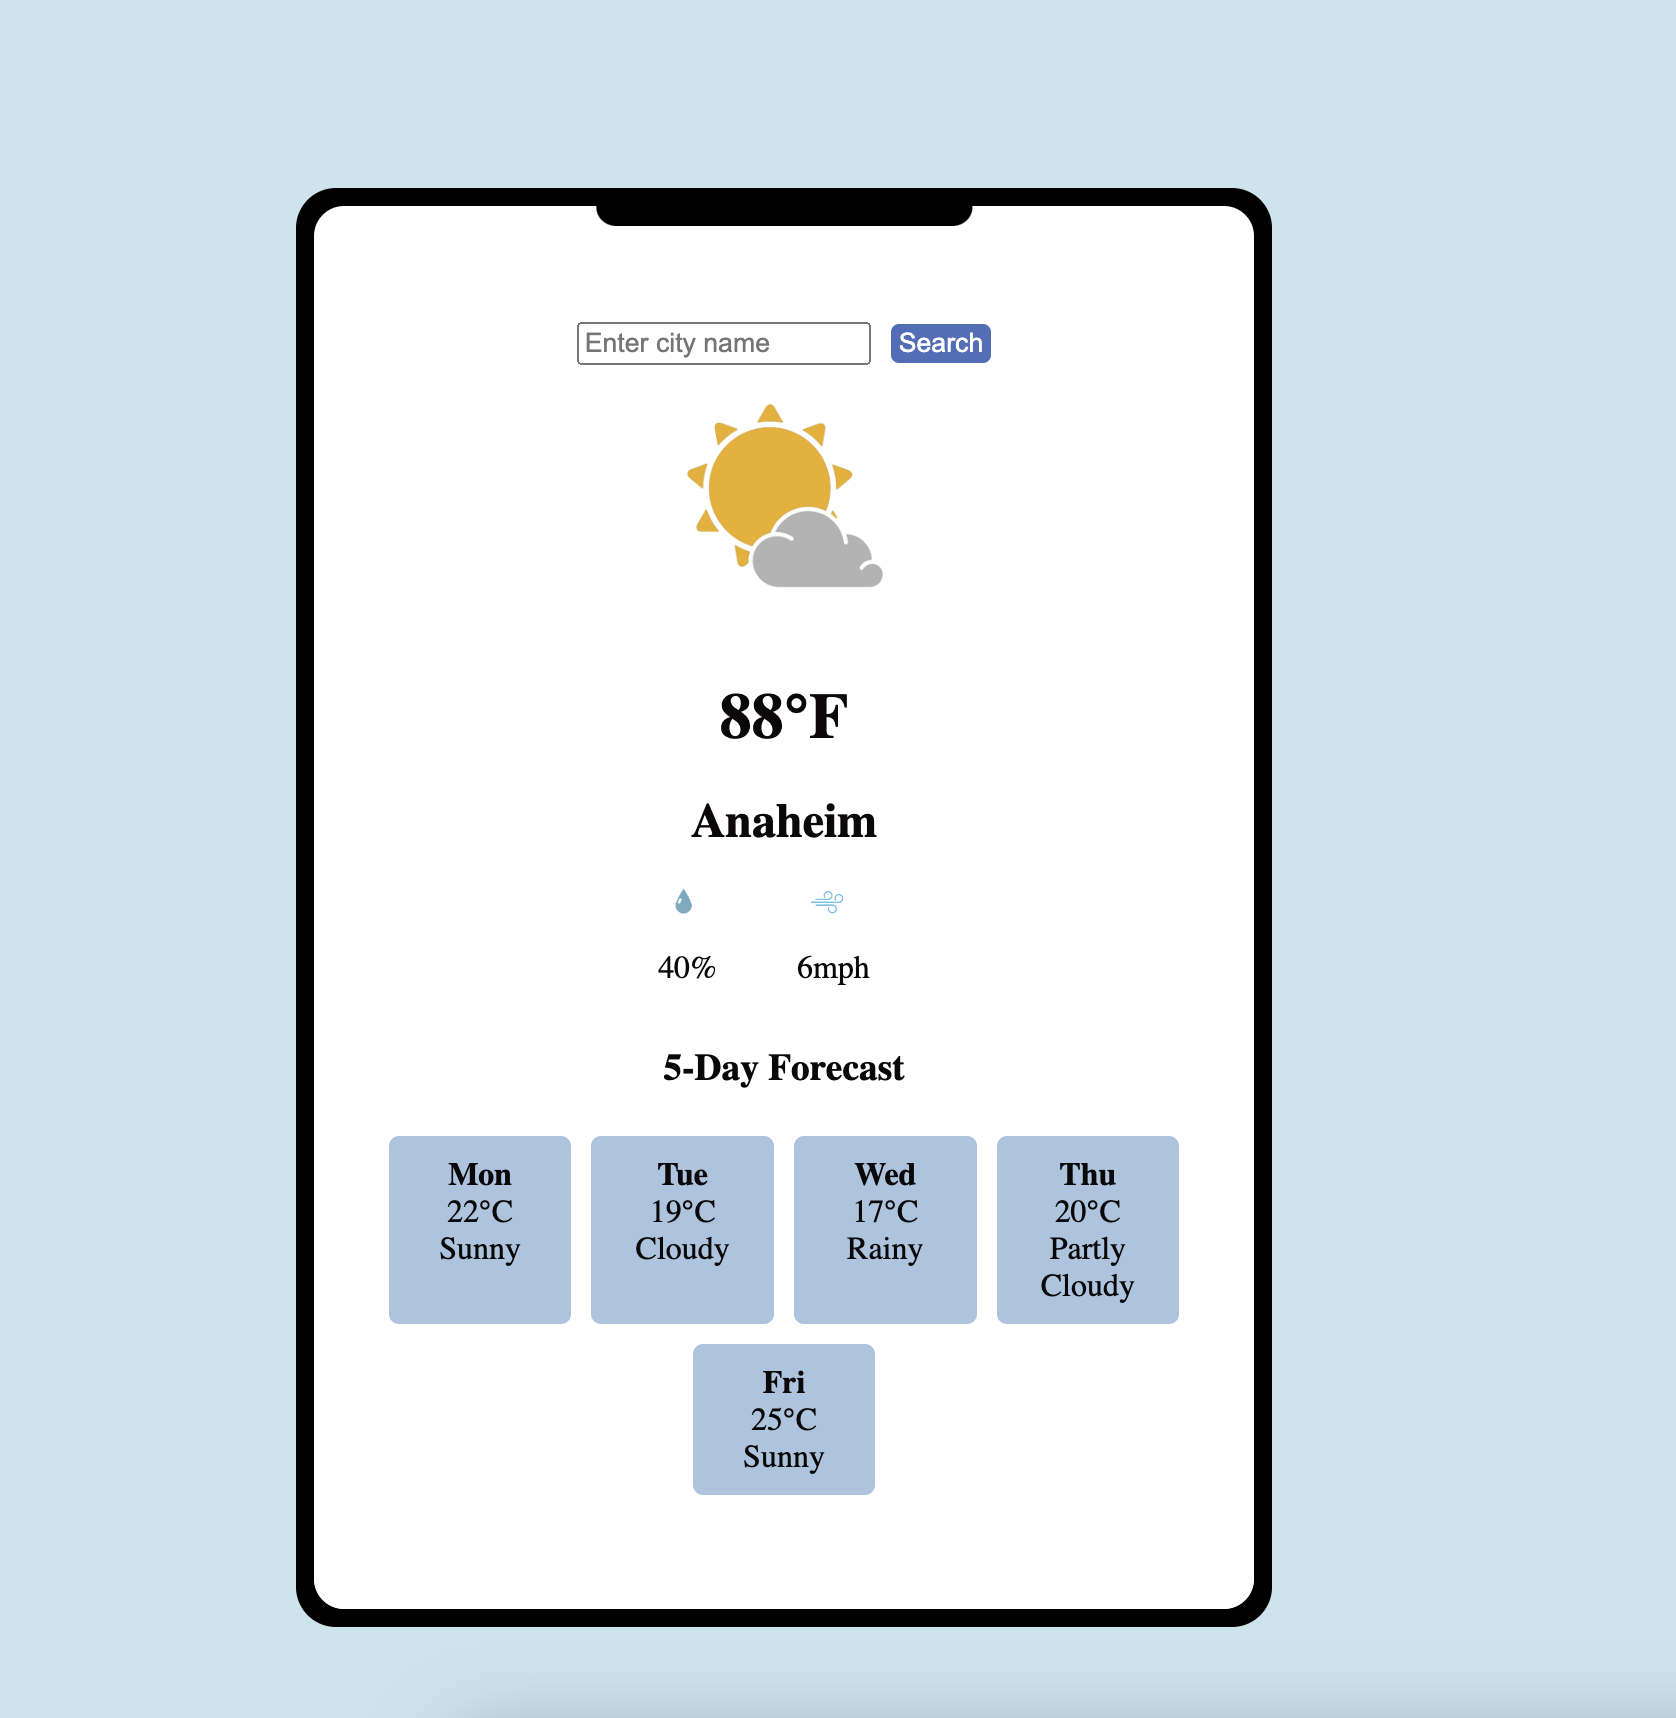 Enter city name
Search
88°F
Anaheim
40%
6mph
5-Day Forecast
Mon
22°C
Sunny
Tue
19°C
Cloudy
Wed
17°C
Rainy
Thu
20°C
Partly
Cloudy
Fri
25°C
Sunny